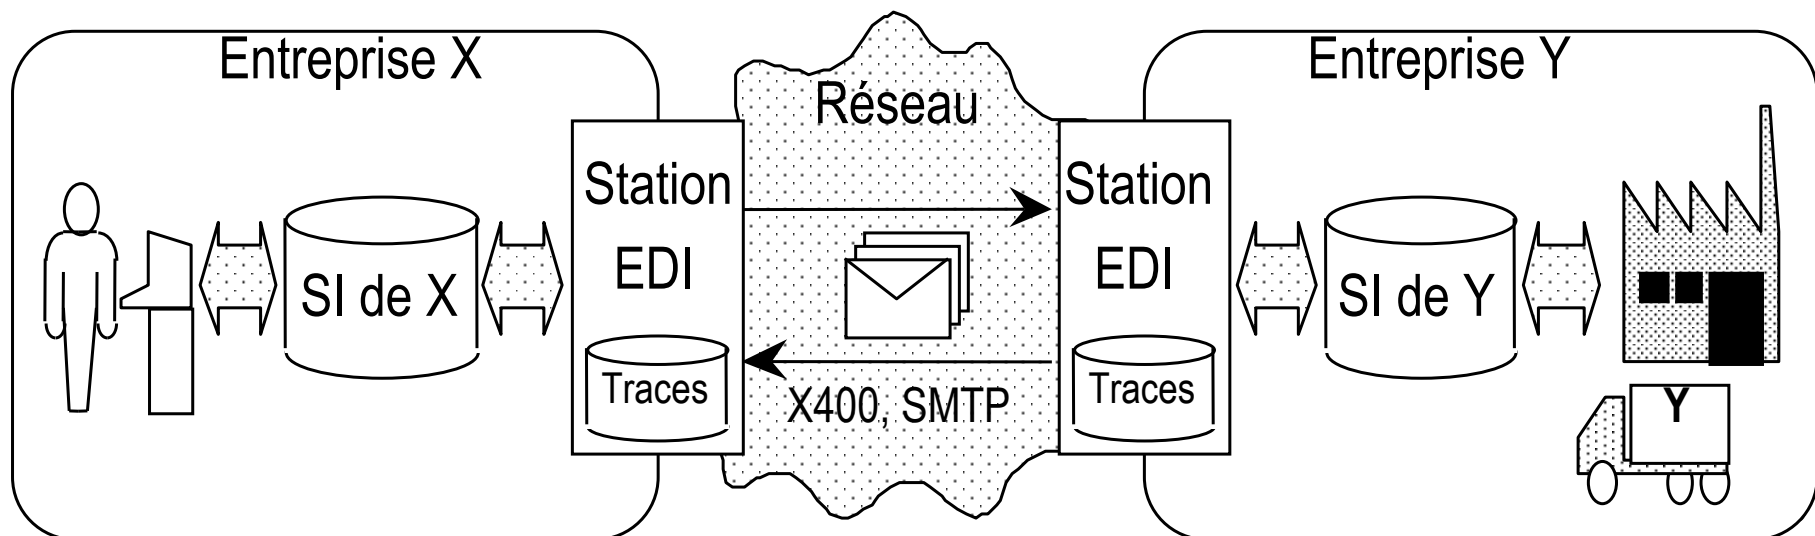 Entreprise X
Réseau
Entreprise Y
Station
EDI
Station
EDI
SI de X
SI de Y
Traces
X400, SMTP
Traces
Y